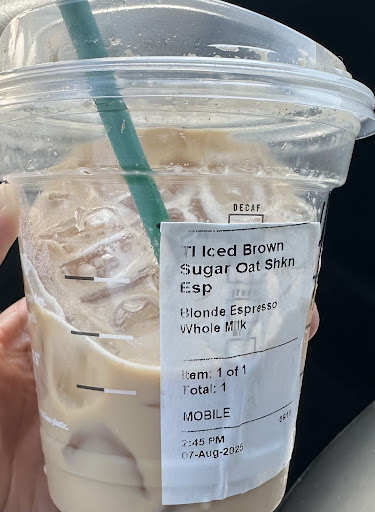 DECAF
TI Iced Brown
Sugar Oat Shkn
Esp
Blonde Espresso
Whole Milk
Item: 1 of 1
Total: 1
MOBILE
2:45 PM
07-Aug-2025